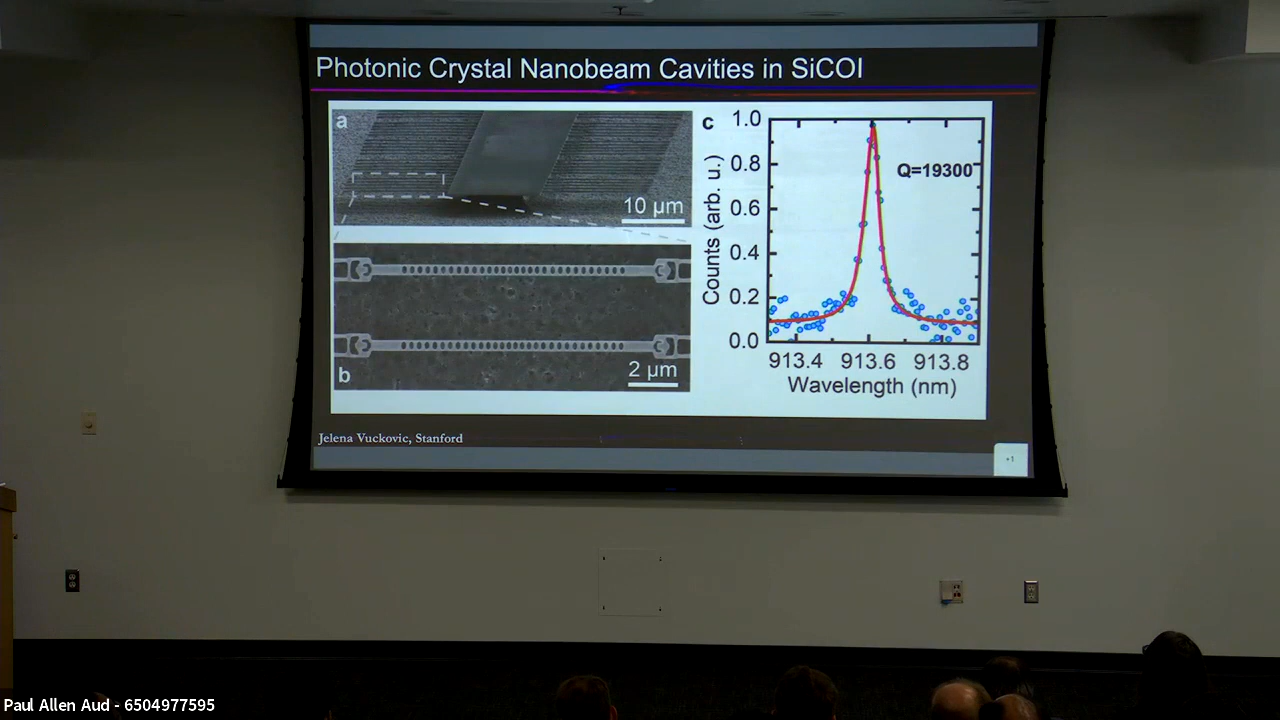 Photonic Crystal Nanobeam Cavities in SiCOI
a
10 µm
b
2 µm
c
Counts (arb. u.)
1.0
0.8
0.6
0.4
0.2
0.0
Q=19300
913.4 913.6 913.8
Wavelength (nm)
Jelena Vuckovic, Stanford
+1
Paul Allen Aud - 6504977595